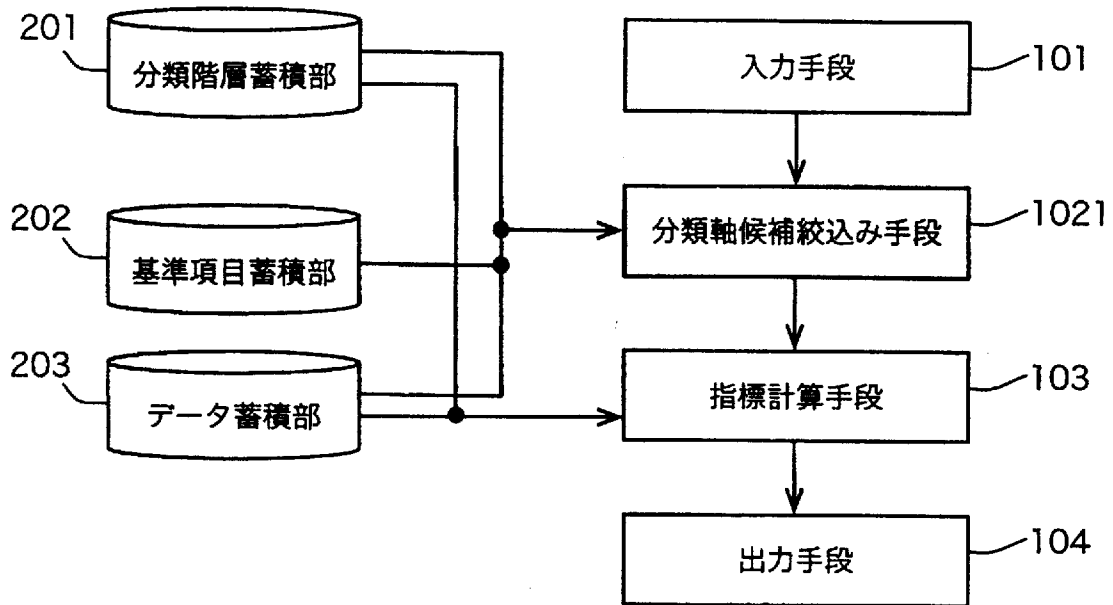 201
分類階層蓄積部
入力手段
101
202
基準項目蓄積部
分類軸候補絞込み手段
1021
203
データ蓄積部
指標計算手段
103
出力手段
104